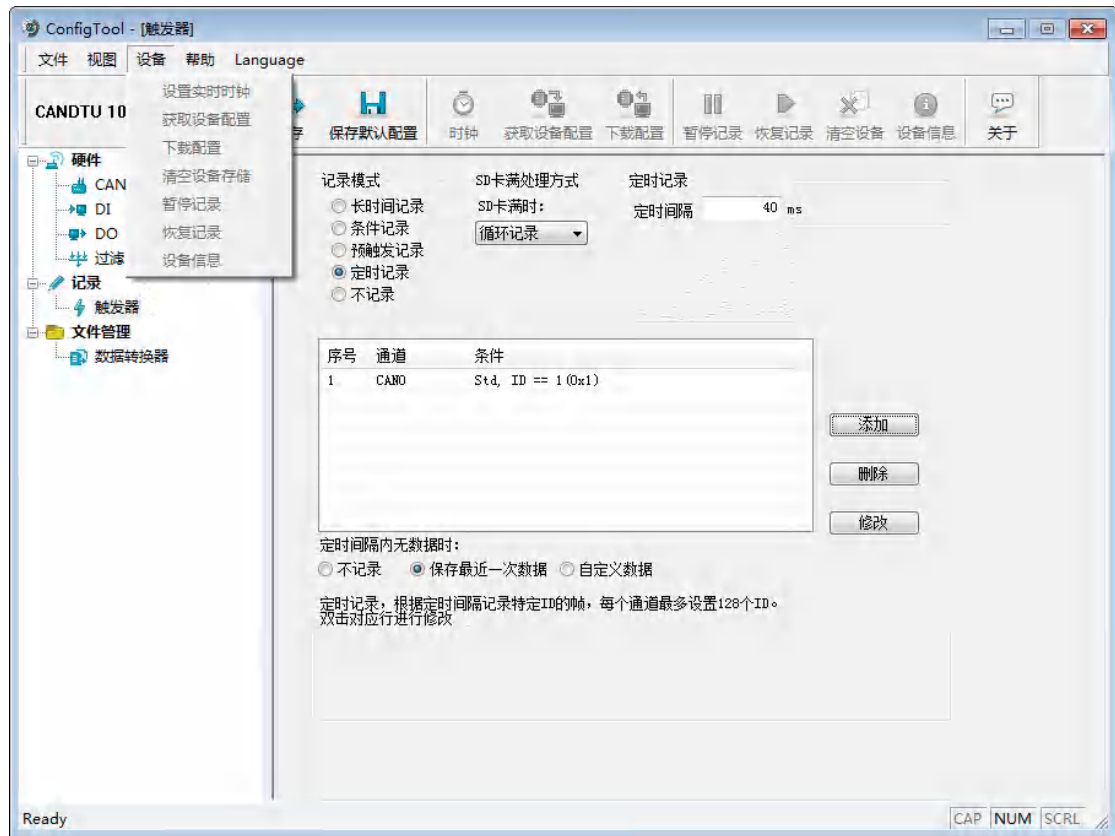 ConfigTool - [触发器]
文件 视图 设备 帮助 Language
CANDTU 10
保存默认配置 时钟 获取设备配置 下载配置 暂停记录 恢复记录 清空设备 设备信息 关于
设置实时时钟
获取设备配置
下载配置
清空设备存储
暂停记录
恢复记录
设备信息
硬件
CAN
DI
DO
过滤
记录
触发器
文件管理
数据转换器
记录模式 SD卡满处理方式 定时记录
长时间记录 SD卡满时: 定时间隔 40 ms
条件记录 循环记录
预触发记录
定时记录
不记录
序号 通道 条件
1 CAN0 Std, ID == 1(0x1)
添加
删除
修改
定时间隔内无数据时:
不记录 保存最近一次数据 自定义数据
定时记录，根据定时间隔记录特定ID的帧，每个通道最多设置128个ID。
双击对应行进行修改
Ready CAP NUM SCRL